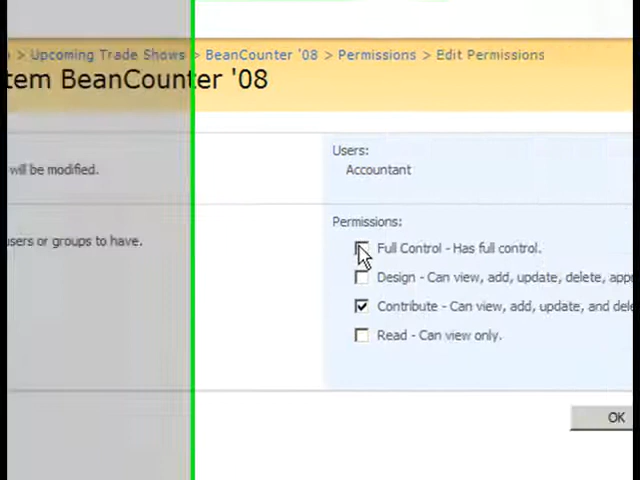 > Upcoming Trade Shows > BeanCounter '08 > Permissions > Edit Permissions
tem BeanCounter '08
will be modified.
Users:
Accountant
users or groups to have.
Permissions:
Full Control - Has full control.
Design - Can view, add, update, delete, appr
Contribute - Can view, add, update, and dele
Read - Can view only.
OK